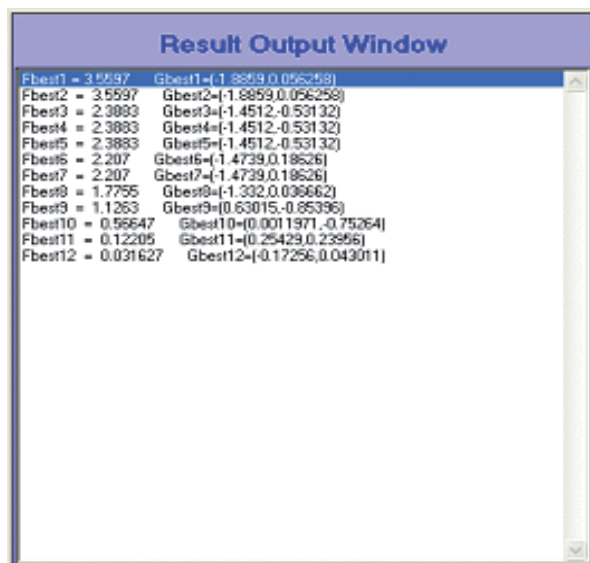 Result Output Window
Fbest1 = 3.5597 Gbest1=(-1.8859,0.056258)
Fbest2 = 3.5597 Gbest2=(-1.8859,0.056258)
Fbest3 = 2.3883 Gbest3=(-1.4512,-0.53132)
Fbest4 = 2.3883 Gbest4=(-1.4512,-0.53132)
Fbest5 = 2.3883 Gbest5=(-1.4512,-0.53132)
Fbest6 = 2.207 Gbest6=(-1.4739,0.18626)
Fbest7 = 2.207 Gbest7=(-1.4739,0.18626)
Fbest8 = 1.7755 Gbest8=(-1.332,0.036662)
Fbest9 = 1.1263 Gbest9=(0.63015,-0.85396)
Fbest10 = 0.56647 Gbest10=(0.0011971,-0.75264)
Fbest11 = 0.12205 Gbest11=(0.25429,0.23956)
Fbest12 = 0.031627 Gbest12=(-0.17256,0.043011)